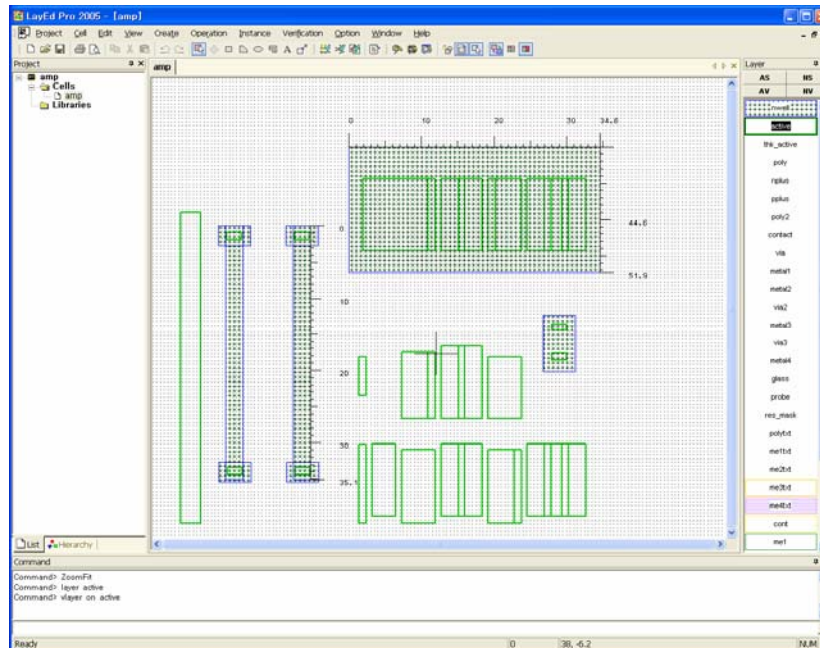 LayEd Pro 2005 - [amp]
Project Cell Edit View Create Operation Instance Verification Option Window Help
Project
amp
Cells
amp
Libraries
List Hierarchy
amp
0 10 20 30 34.8
0
44.8
51.9
10
20
30
35.1
Layer
AS HS
AV HV
nwell
active
thk_active
poly
nplus
pplus
poly2
contact
via
metal1
metal2
via2
metal3
via3
metal4
glass
probe
res_mask
polytxt
me1txt
me2txt
me3txt
me4txt
cont
me1
Command
Command> ZoomFit
Command> layer active
Command> vlayer on active
Ready 0 38, -6.2 NUM